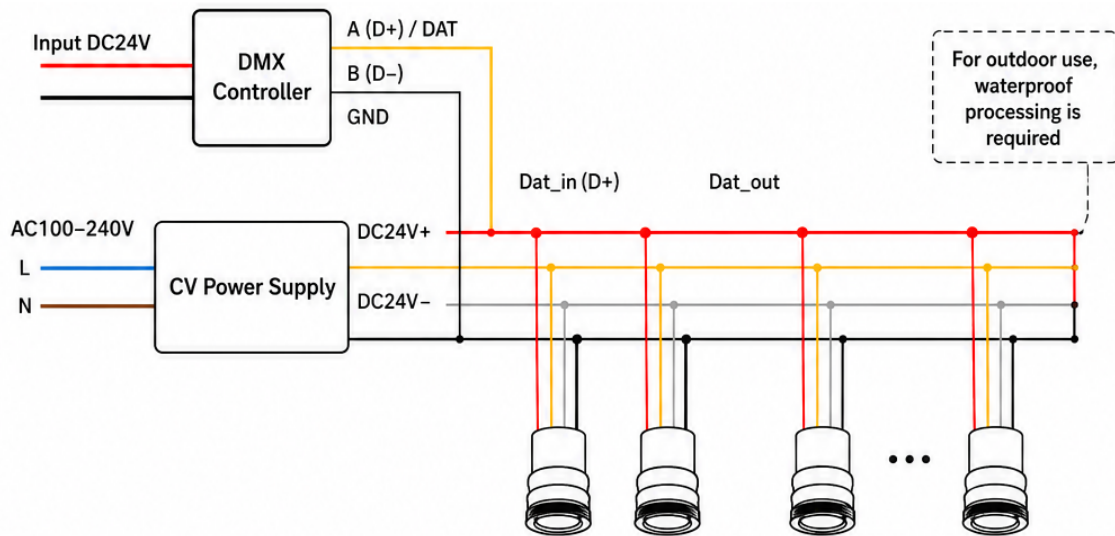 Input DC24V
DMX
Controller
A (D+) / DAT
B (D−)
GND
For outdoor use,
waterproof
processing is
required
Dat_in (D+)
Dat_out
AC100–240V
L
N
CV Power Supply
DC24V+
DC24V−